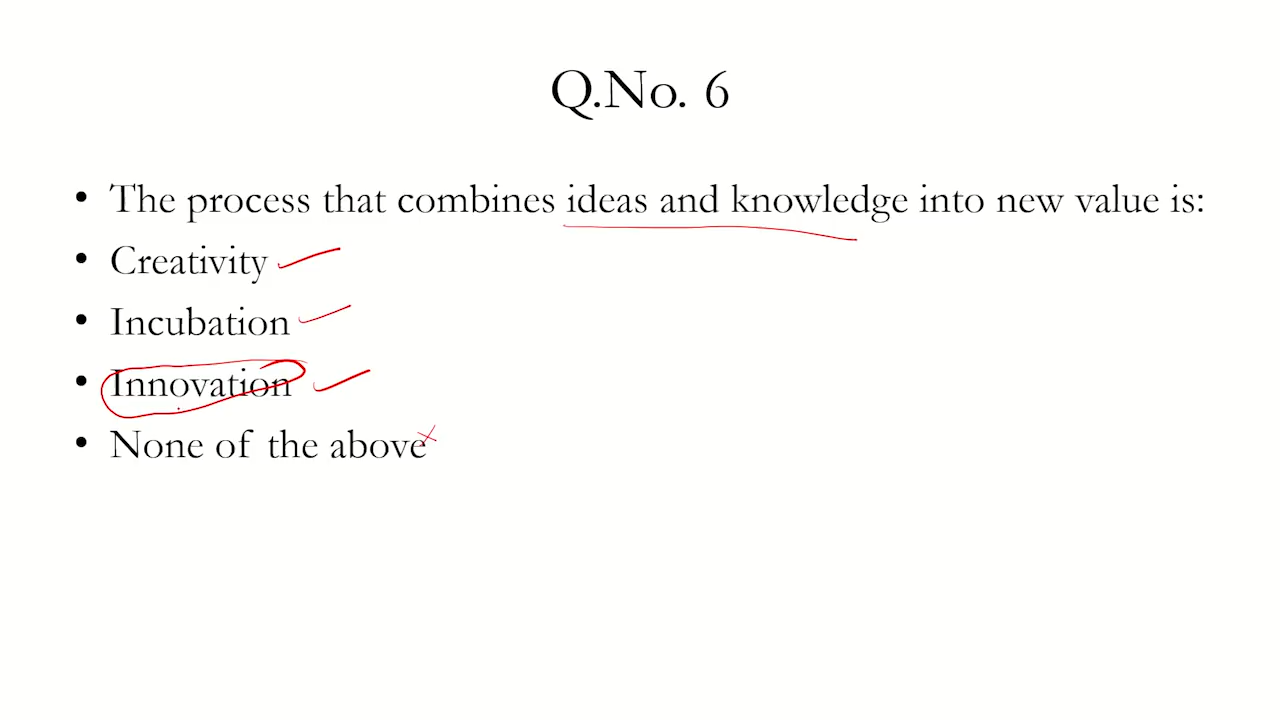 Q.No. 6
• The process that combines ideas and knowledge into new value is:
• Creativity
• Incubation
• Innovation
• None of the above